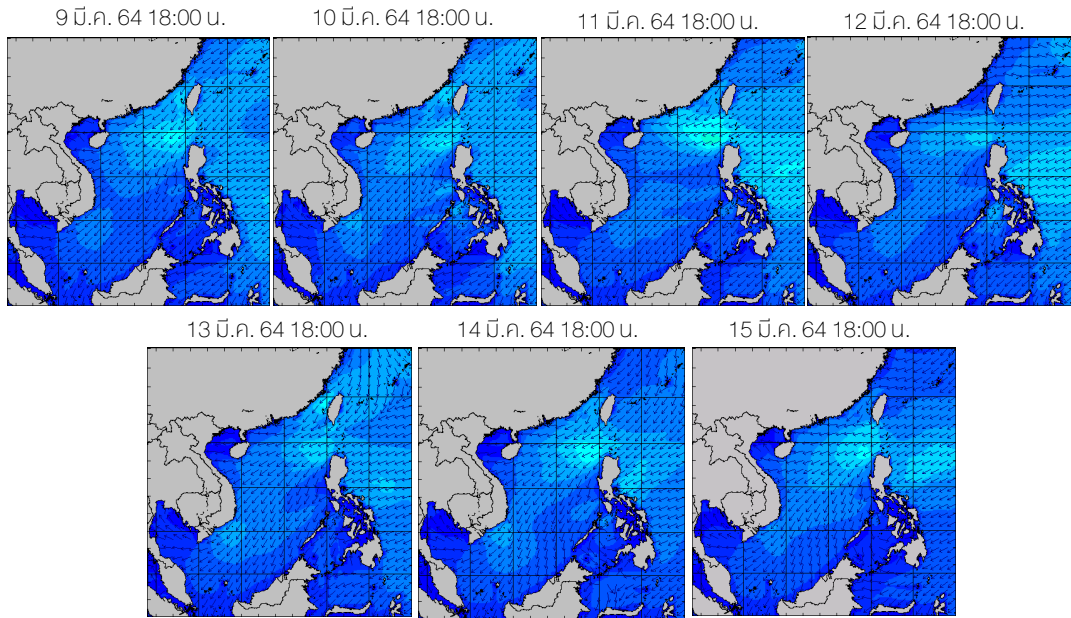 9 มี.ค. 64 18:00 น.
10 มี.ค. 64 18:00 น.
11 มี.ค. 64 18:00 น.
12 มี.ค. 64 18:00 น.
13 มี.ค. 64 18:00 น.
14 มี.ค. 64 18:00 น.
15 มี.ค. 64 18:00 น.